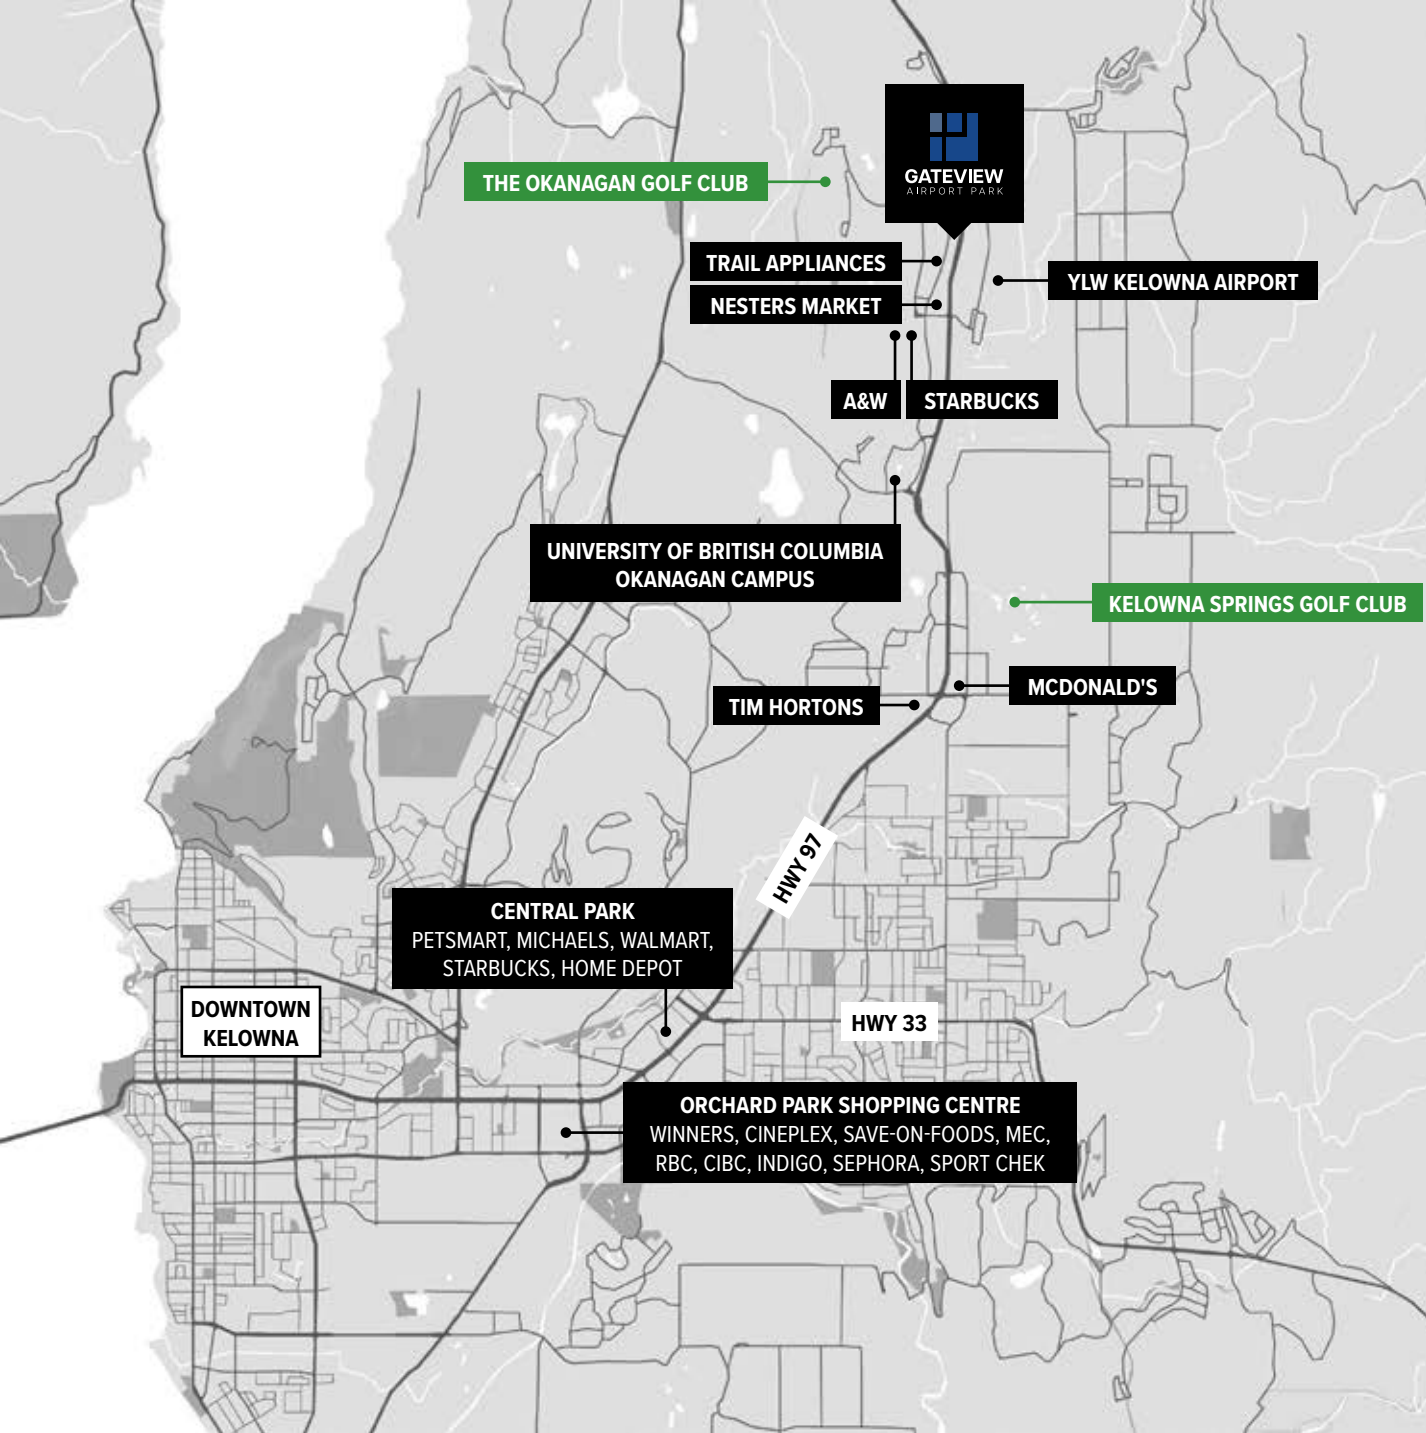 GATEVIEW
AIRPORT PARK
THE OKANAGAN GOLF CLUB
TRAIL APPLIANCES
YLW KELOWNA AIRPORT
NESTERS MARKET
A&W
STARBUCKS
UNIVERSITY OF BRITISH COLUMBIA
OKANAGAN CAMPUS
KELOWNA SPRINGS GOLF CLUB
MCDONALD'S
TIM HORTONS
HWY 97
CENTRAL PARK
PETSMART, MICHAELS, WALMART,
STARBUCKS, HOME DEPOT
DOWNTOWN
KELOWNA
HWY 33
ORCHARD PARK SHOPPING CENTRE
WINNERS, CINEPLEX, SAVE-ON-FOODS, MEC,
RBC, CIBC, INDIGO, SEPHORA, SPORT CHEK